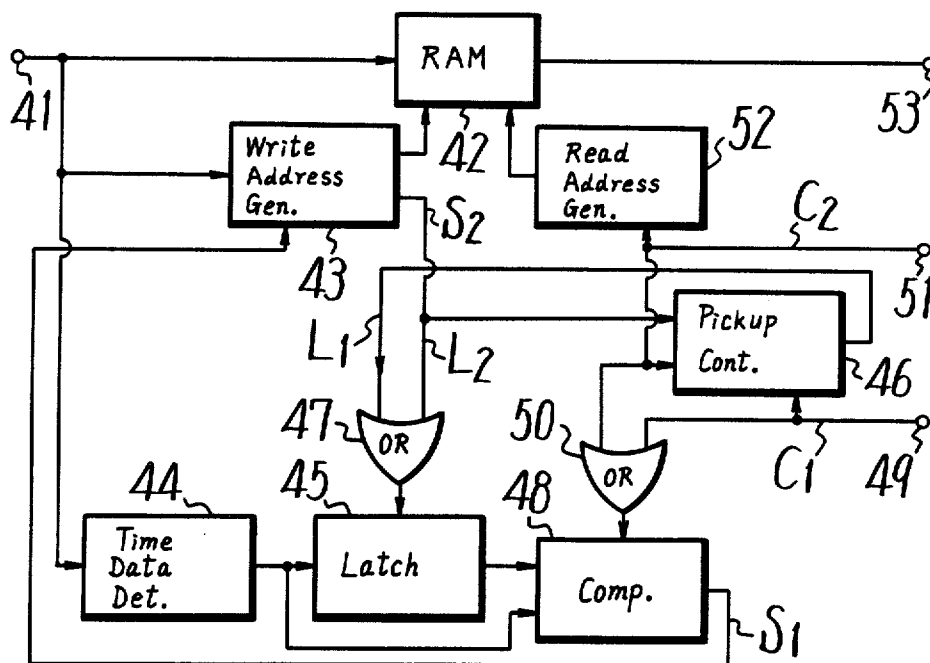 RAM
41
53
42
Write
Address
Gen.
Read
Address
Gen.
52
S2
C2
43
51
L1
L2
Pickup
Cont.
46
47
OR
50
OR
C1
49
44
45
48
Time
Data
Det.
Latch
Comp.
S1